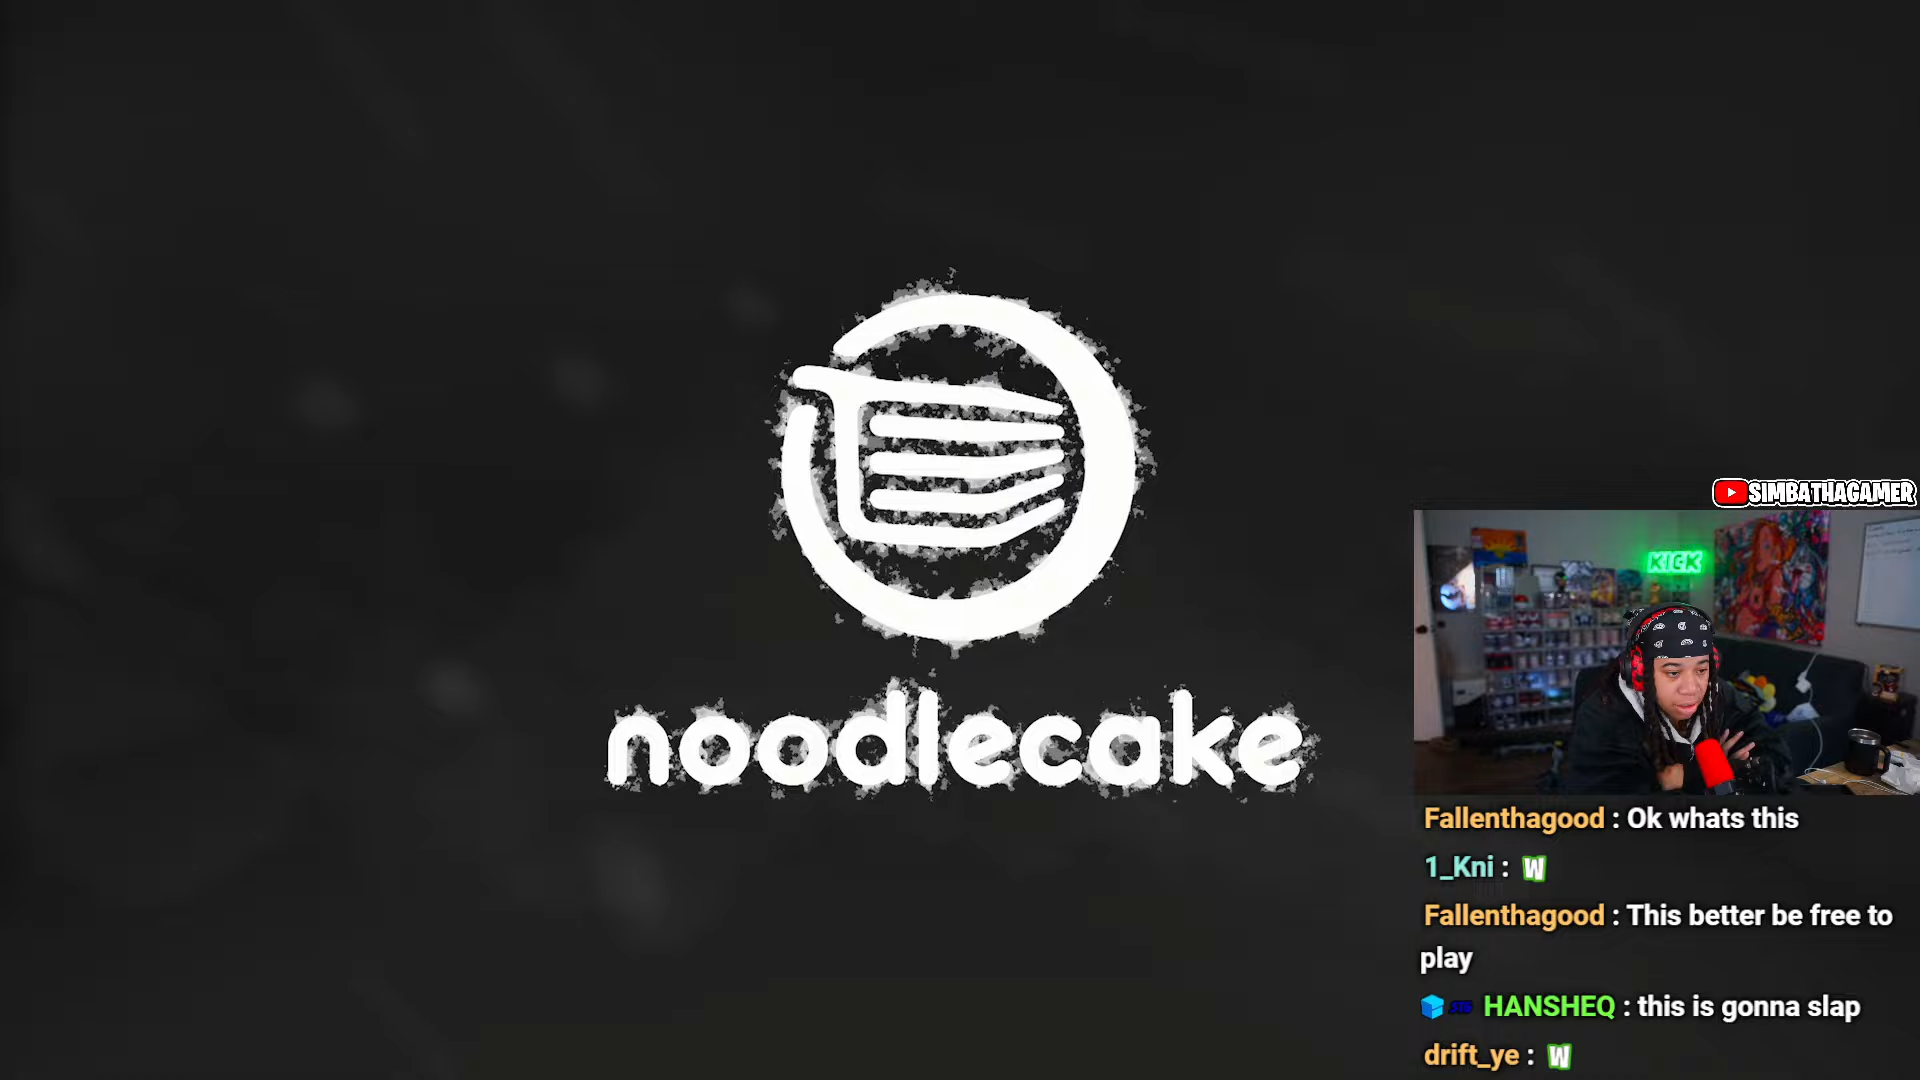 noodlecake
SIMBATHAGAMER
KICK
Fallenthagood : Ok whats this
1_Kni : W
Fallenthagood : This better be free to
play
HANSHEQ : this is gonna slap
drift_ye : W